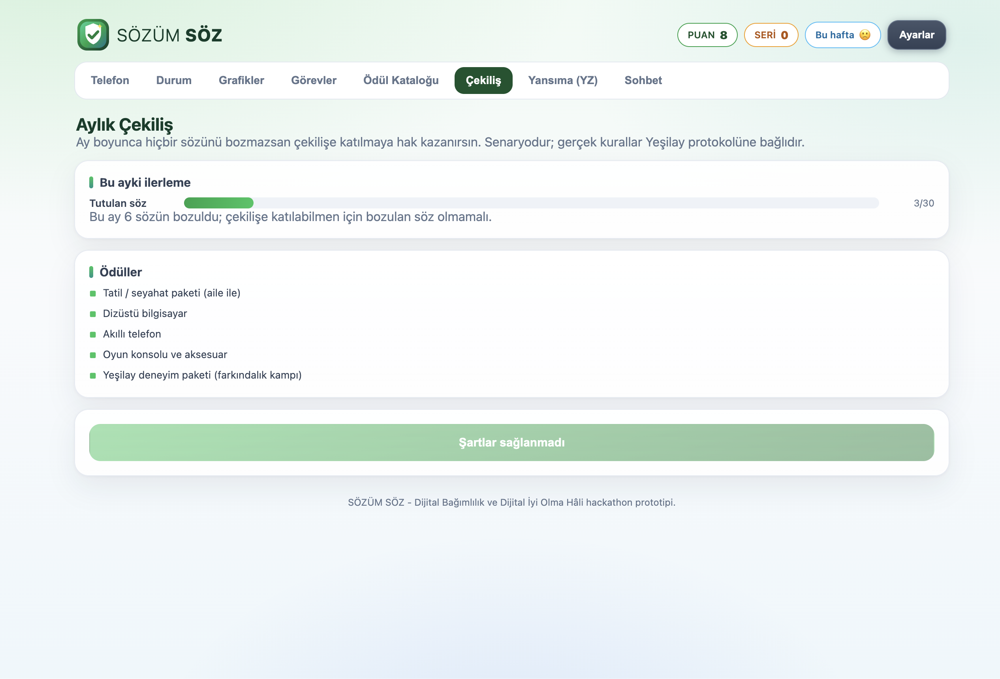 SÖZÜM SÖZ
PUAN 8
SERİ 0
Bu hafta 🙁
Ayarlar
Telefon
Durum
Grafikler
Görevler
Ödül Kataloğu
Çekiliş
Yansıma (YZ)
Sohbet
Aylık Çekiliş
Ay boyunca hiçbir sözünü bozmazsan çekilişe katılmaya hak kazanırsın. Senaryodur; gerçek kurallar Yeşilay protokolüne bağlıdır.
Bu ayki ilerleme
Tutulan söz 3/30
Bu ay 6 sözün bozuldu; çekilişe katılabilmen için bozulan söz olmamalı.
Ödüller
Tatil / seyahat paketi (aile ile)
Dizüstü bilgisayar
Akıllı telefon
Oyun konsolu ve aksesuar
Yeşilay deneyim paketi (farkındalık kampı)
Şartlar sağlanmadı
SÖZÜM SÖZ - Dijital Bağımlılık ve Dijital İyi Olma Hâli hackathon prototipi.